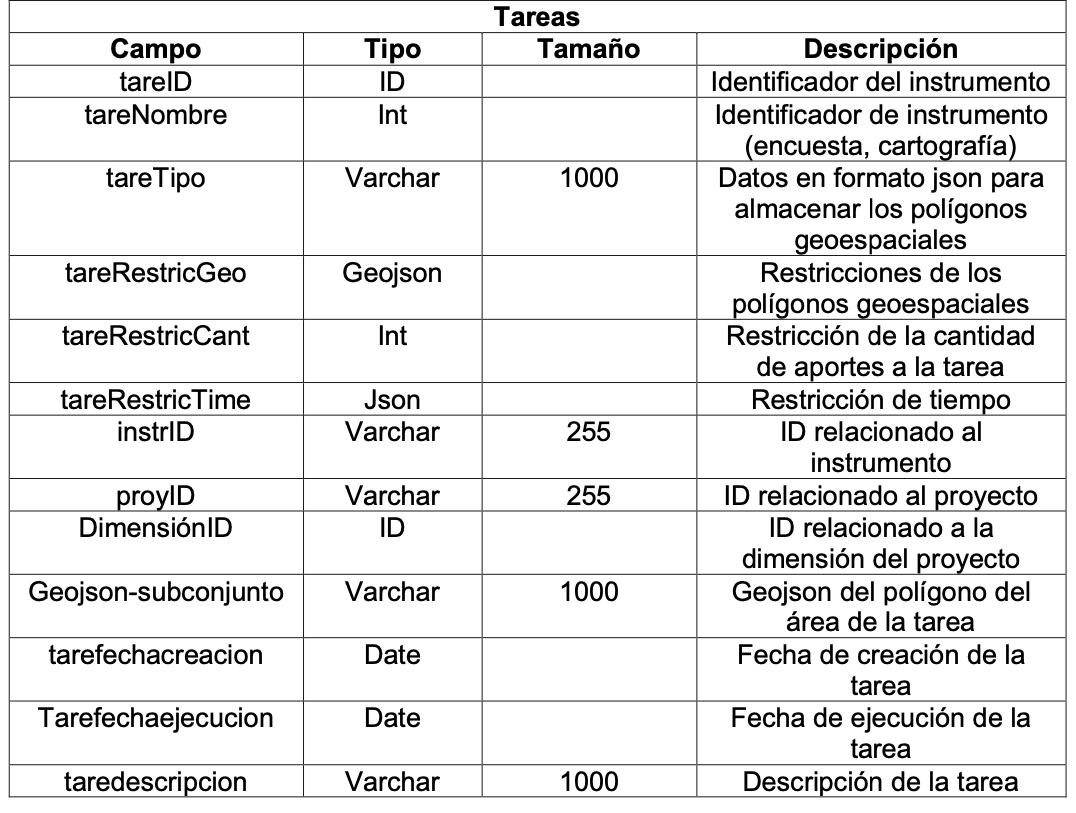 Tareas
Campo Tipo Tamaño Descripción
tareID ID Identificador del instrumento
tareNombre Int Identificador de instrumento
(encuesta, cartografía)
tareTipo Varchar 1000 Datos en formato json para
almacenar los polígonos
geoespaciales
tareRestricGeo Geojson Restricciones de los
polígonos geoespaciales
tareRestricCant Int Restricción de la cantidad
de aportes a la tarea
tareRestricTime Json Restricción de tiempo
instrID Varchar 255 ID relacionado al
instrumento
proyID Varchar 255 ID relacionado al proyecto
DimensiónID ID ID relacionado a la
dimensión del proyecto
Geojson-subconjunto Varchar 1000 Geojson del polígono del
área de la tarea
tarefechacreacion Date Fecha de creación de la
tarea
Tarefechaejecucion Date Fecha de ejecución de la
tarea
taredescripcion Varchar 1000 Descripción de la tarea